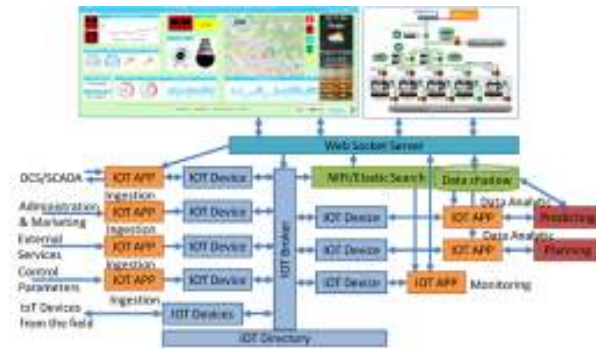 Web Socket Server
DCS/SCADA
IOT APP
IOT Device
NIFI/Elastic Search
Data shadow
Ingestion
Data Analytic
Administration
& Marketing
IOT APP
IOT Device
IOT Device
IOT APP
Predicting
Ingestion
Data Analytic
External
Services
IOT APP
IOT Device
IOT Broker
IOT Device
IOT APP
Planning
Ingestion
Control
Parameters
IOT APP
IOT Device
IOT Device
IOT APP
Monitoring
Ingestion
IoT Devices
from the field
IOT Devices
IOT Directory